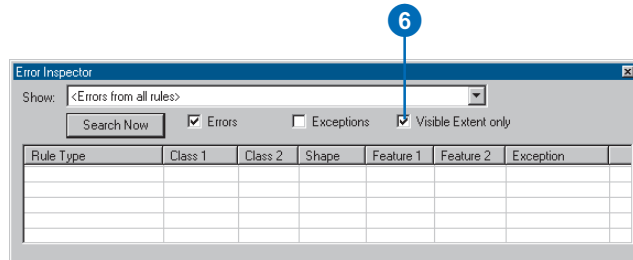 6
Error Inspector
Show: <Errors from all rules>
Search Now Errors Exceptions Visible Extent only
Rule Type Class 1 Class 2 Shape Feature 1 Feature 2 Exception